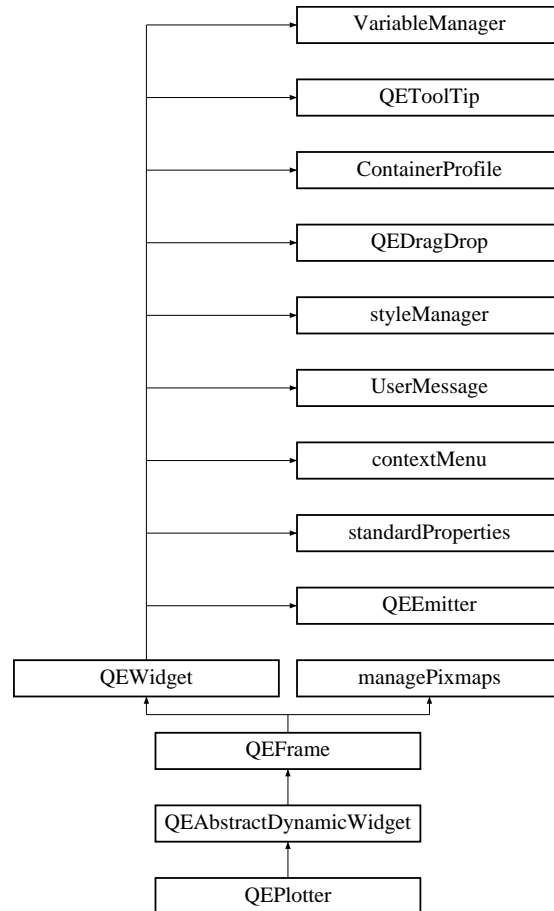 VariableManager
QEToolTip
ContainerProfile
QEDragDrop
styleManager
UserMessage
contextMenu
standardProperties
QEEmitter
QEWidget
managePixmaps
QEFrame
QEAbstractDynamicWidget
QEPlotter